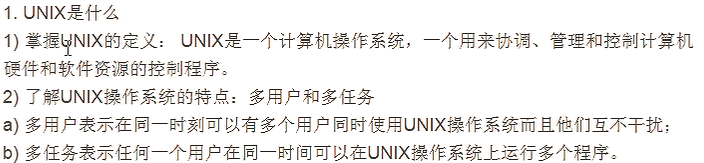 1. UNIX是什么
1) 掌握UNIX的定义： UNIX是一个计算机操作系统，一个用来协调、管理和控制计算机
硬件和软件资源的控制程序。
2) 了解UNIX操作系统的特点：多用户和多任务
a) 多用户表示在同一时刻可以有多个用户同时使用UNIX操作系统而且他们互不干扰；
b) 多任务表示任何一个用户在同一时间可以在UNIX操作系统上运行多个程序。